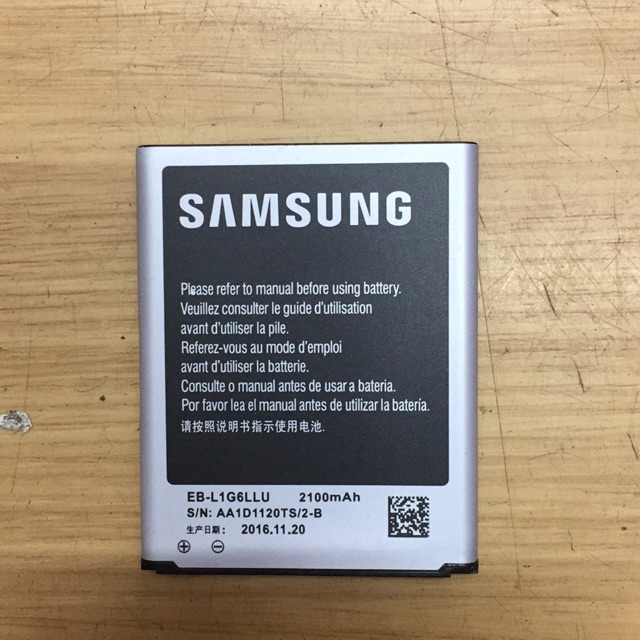 SAMSUNG
Please refer to manual before using battery.
Veuillez consulter le guide d'utilisation
avant d'utiliser la pile.
Referez-vous au mode d'emploi
avant d'utiliser la batterie.
Consulte o manual antes de usar a bateria.
Por favor lea el manual antes de utilizar la batería.
请按照说明书指示使用电池.
EB-L1G6LLU 2100mAh
S/N: AA1D1120TS/2-B
生产日期: 2016.11.20